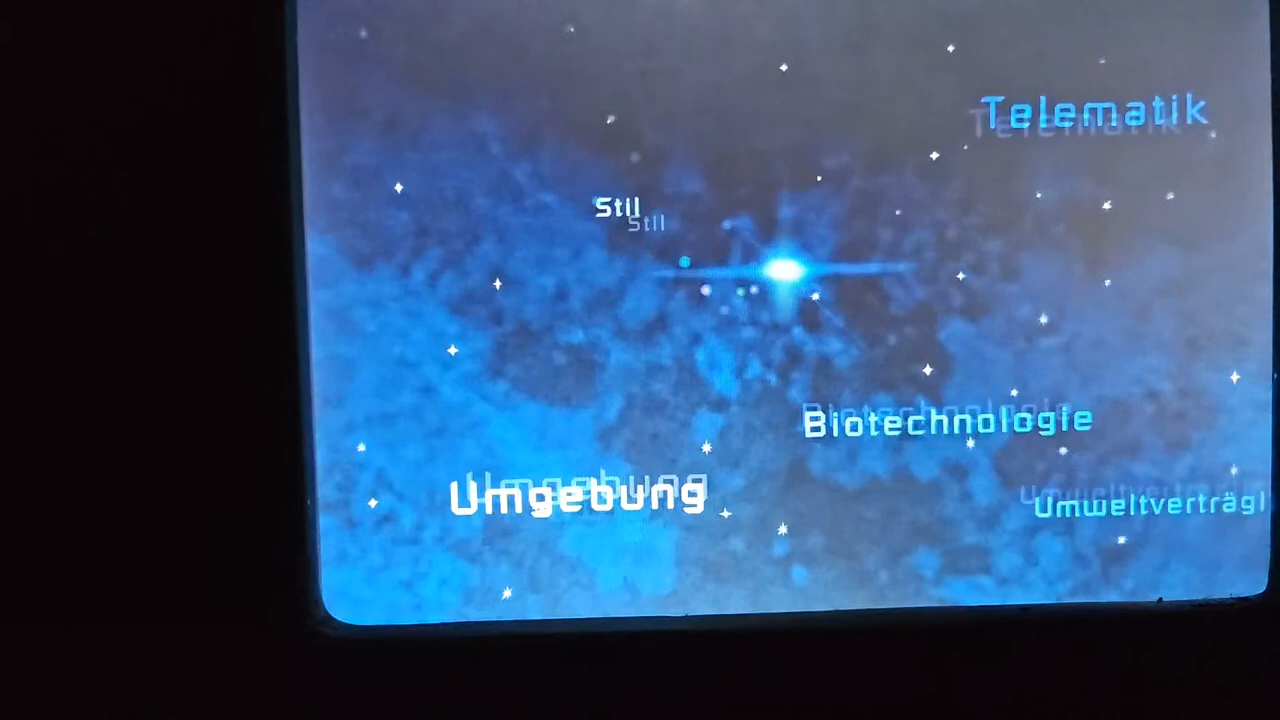 Telematik
Stil
Biotechnologie
Umgebung
Umweltverträgl